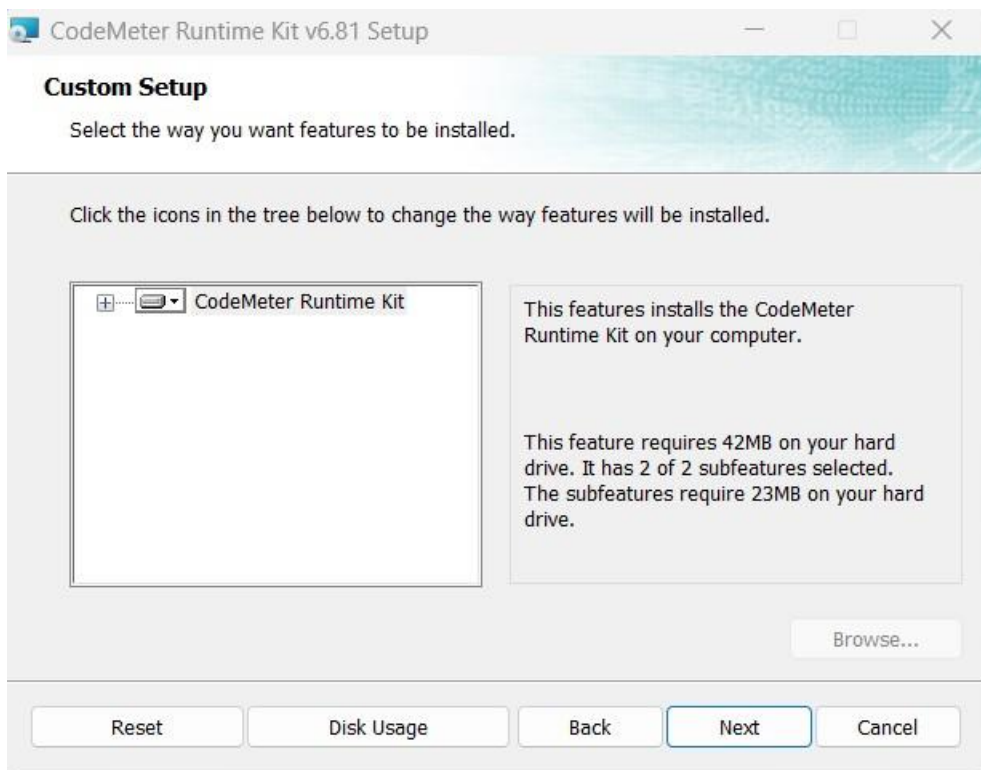 CodeMeter Runtime Kit v6.81 Setup
Custom Setup
Select the way you want features to be installed.
Click the icons in the tree below to change the way features will be installed.
CodeMeter Runtime Kit
This features installs the CodeMeter
Runtime Kit on your computer.
This feature requires 42MB on your hard
drive. It has 2 of 2 subfeatures selected.
The subfeatures require 23MB on your hard
drive.
Browse...
Reset
Disk Usage
Back
Next
Cancel